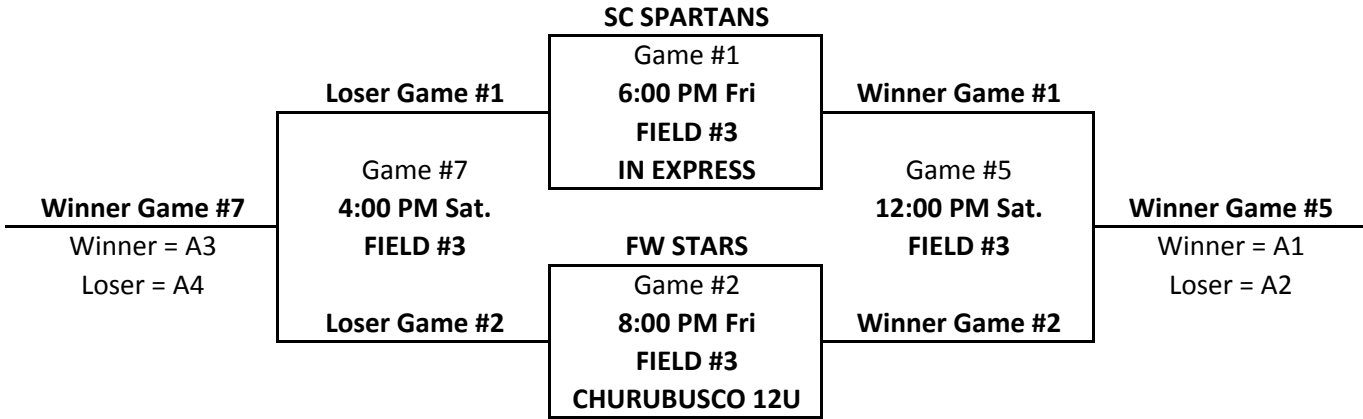 SC SPARTANS
Game #1
Loser Game #1 6:00 PM Fri Winner Game #1
FIELD #3
Game #7 IN EXPRESS Game #5
Winner Game #7 4:00 PM Sat. 12:00 PM Sat. Winner Game #5
Winner = A3 FIELD #3 FW STARS FIELD #3 Winner = A1
Loser = A4 Game #2 Loser = A2
Loser Game #2 8:00 PM Fri Winner Game #2
FIELD #3
CHURUBUSCO 12U